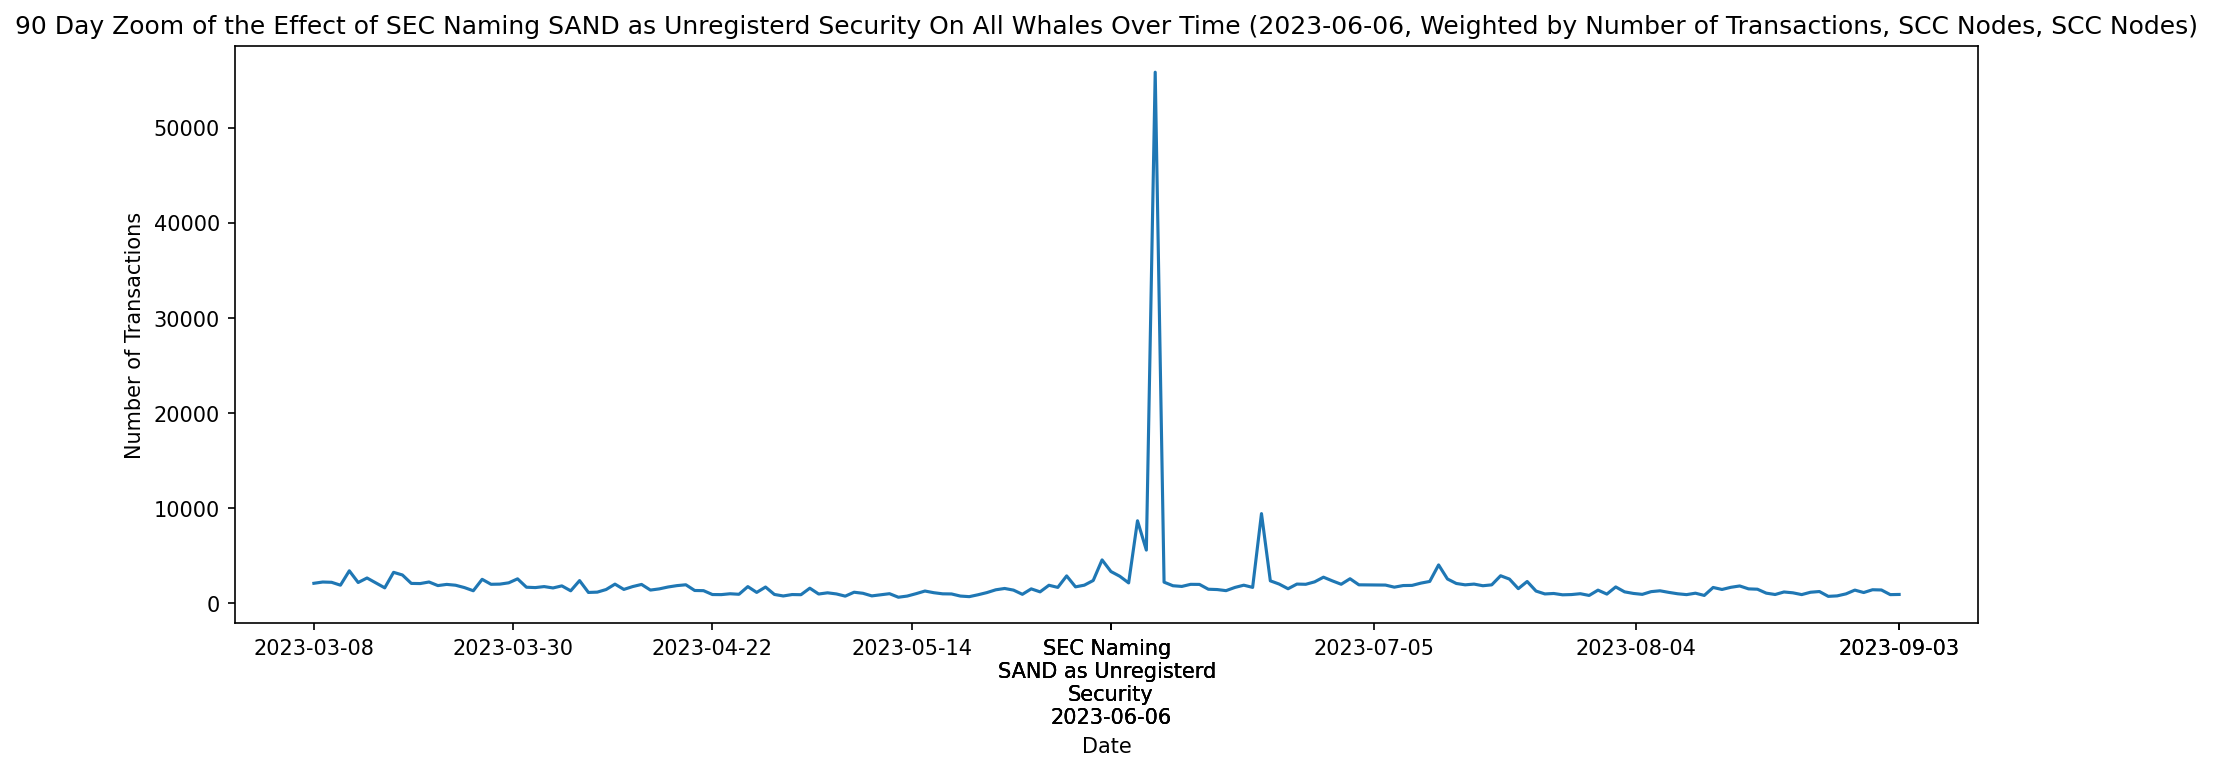 90 Day Zoom of the Effect of SEC Naming SAND as Unregisterd Security On All Whales Over Time (2023-06-06, Weighted by Number of Transactions, SCC Nodes, SCC Nodes)
Number of Transactions
50000
40000
30000
20000
10000
0
2023-03-08
2023-03-30
2023-04-22
2023-05-14
SEC Naming
SAND as Unregisterd
Security
2023-06-06
2023-07-05
2023-08-04
2023-09-03
Date